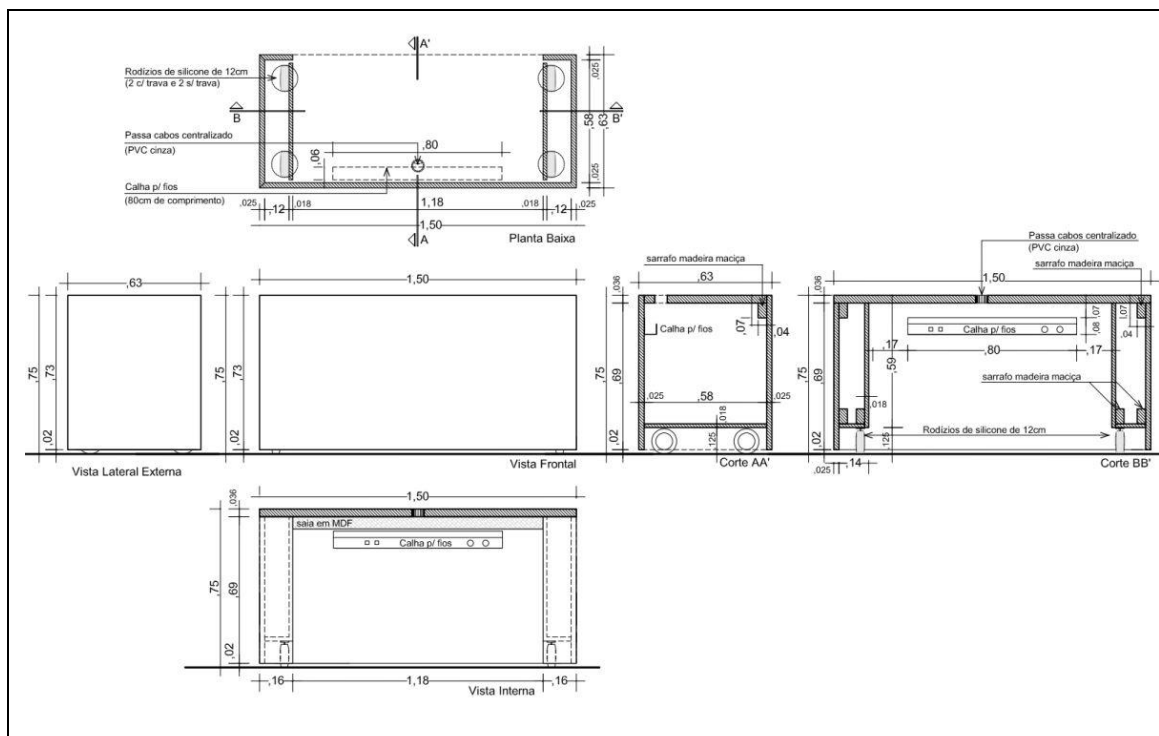 A'
Rodízios de silicone de 12cm
(2 c/ trava e 2 s/ trava)
,025
B
B'
,58
,63
Passa cabos centralizado
(PVC cinza)
,80
,06
,025
Calha p/ fios
(80cm de comprimento)
,025
,12
,018
1,18
,018
,12
,025
1,50
A
Planta Baixa
,63
,75
,73
,02
Vista Lateral Externa
1,50
,75
,73
,02
Vista Frontal
sarrafo madeira maciça
,63
,036
Calha p/ fios
,07
,04
,75
,69
,58
,025
,025
,018
,125
,02
Corte AA'
Passa cabos centralizado
(PVC cinza)
sarrafo madeira maciça
1,50
,036
,07
,07
Calha p/ fios
,08
,04
,17
,80
,17
,75
,69
,59
sarrafo madeira maciça
,018
Rodízios de silicone de 12cm
,125
,02
,025
,14
Corte BB'
1,50
,036
saia em MDF
Calha p/ fios
,75
,69
,02
,16
1,18
,16
Vista Interna